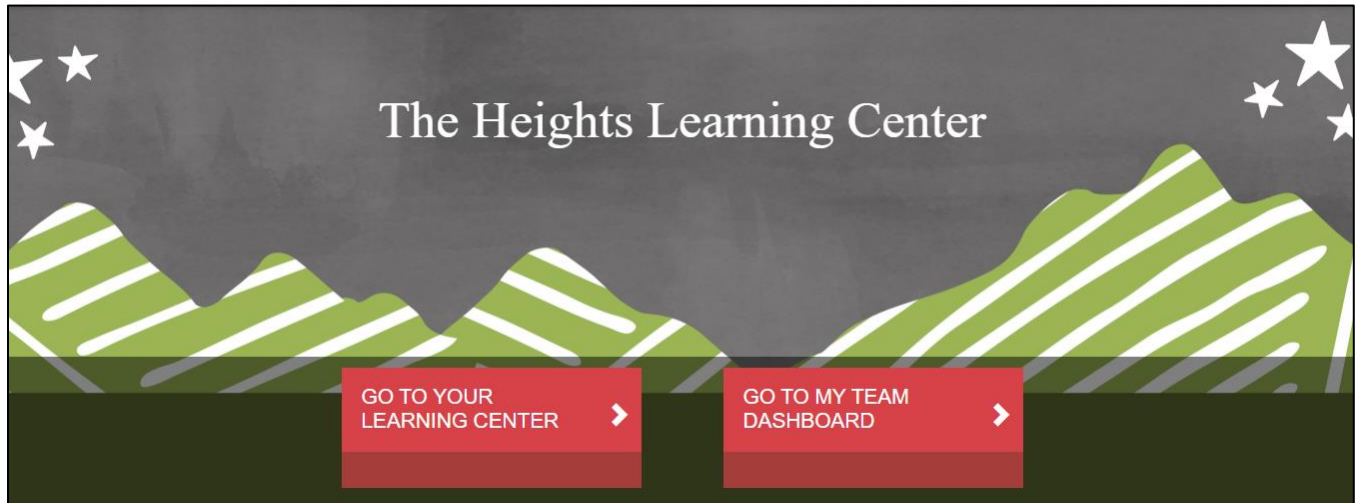 The Heights Learning Center
GO TO YOUR
LEARNING CENTER
GO TO MY TEAM
DASHBOARD